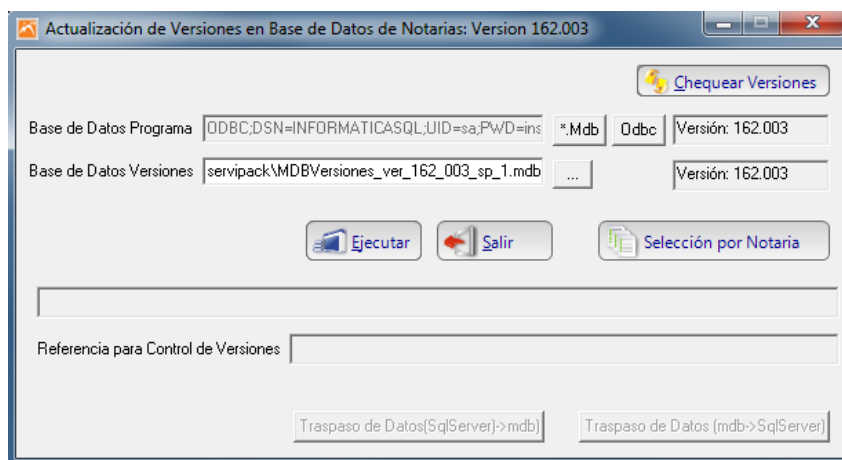 Actualización de Versiones en Base de Datos de Notarias: Version 162.003
Chequear Versiones
Base de Datos Programa ODBC;DSN=INFORMATICASQL;UID=sa;PWD=ins *.Mdb Odbc Versión: 162.003
Base de Datos Versiones servipack\MDBVersiones_ver_162_003_sp_1.mdb ... Versión: 162.003
Ejecutar Salir Selección por Notaria
Referencia para Control de Versiones
Traspaso de Datos(SqlServer)->mdb) Traspaso de Datos (mdb->SqlServer)